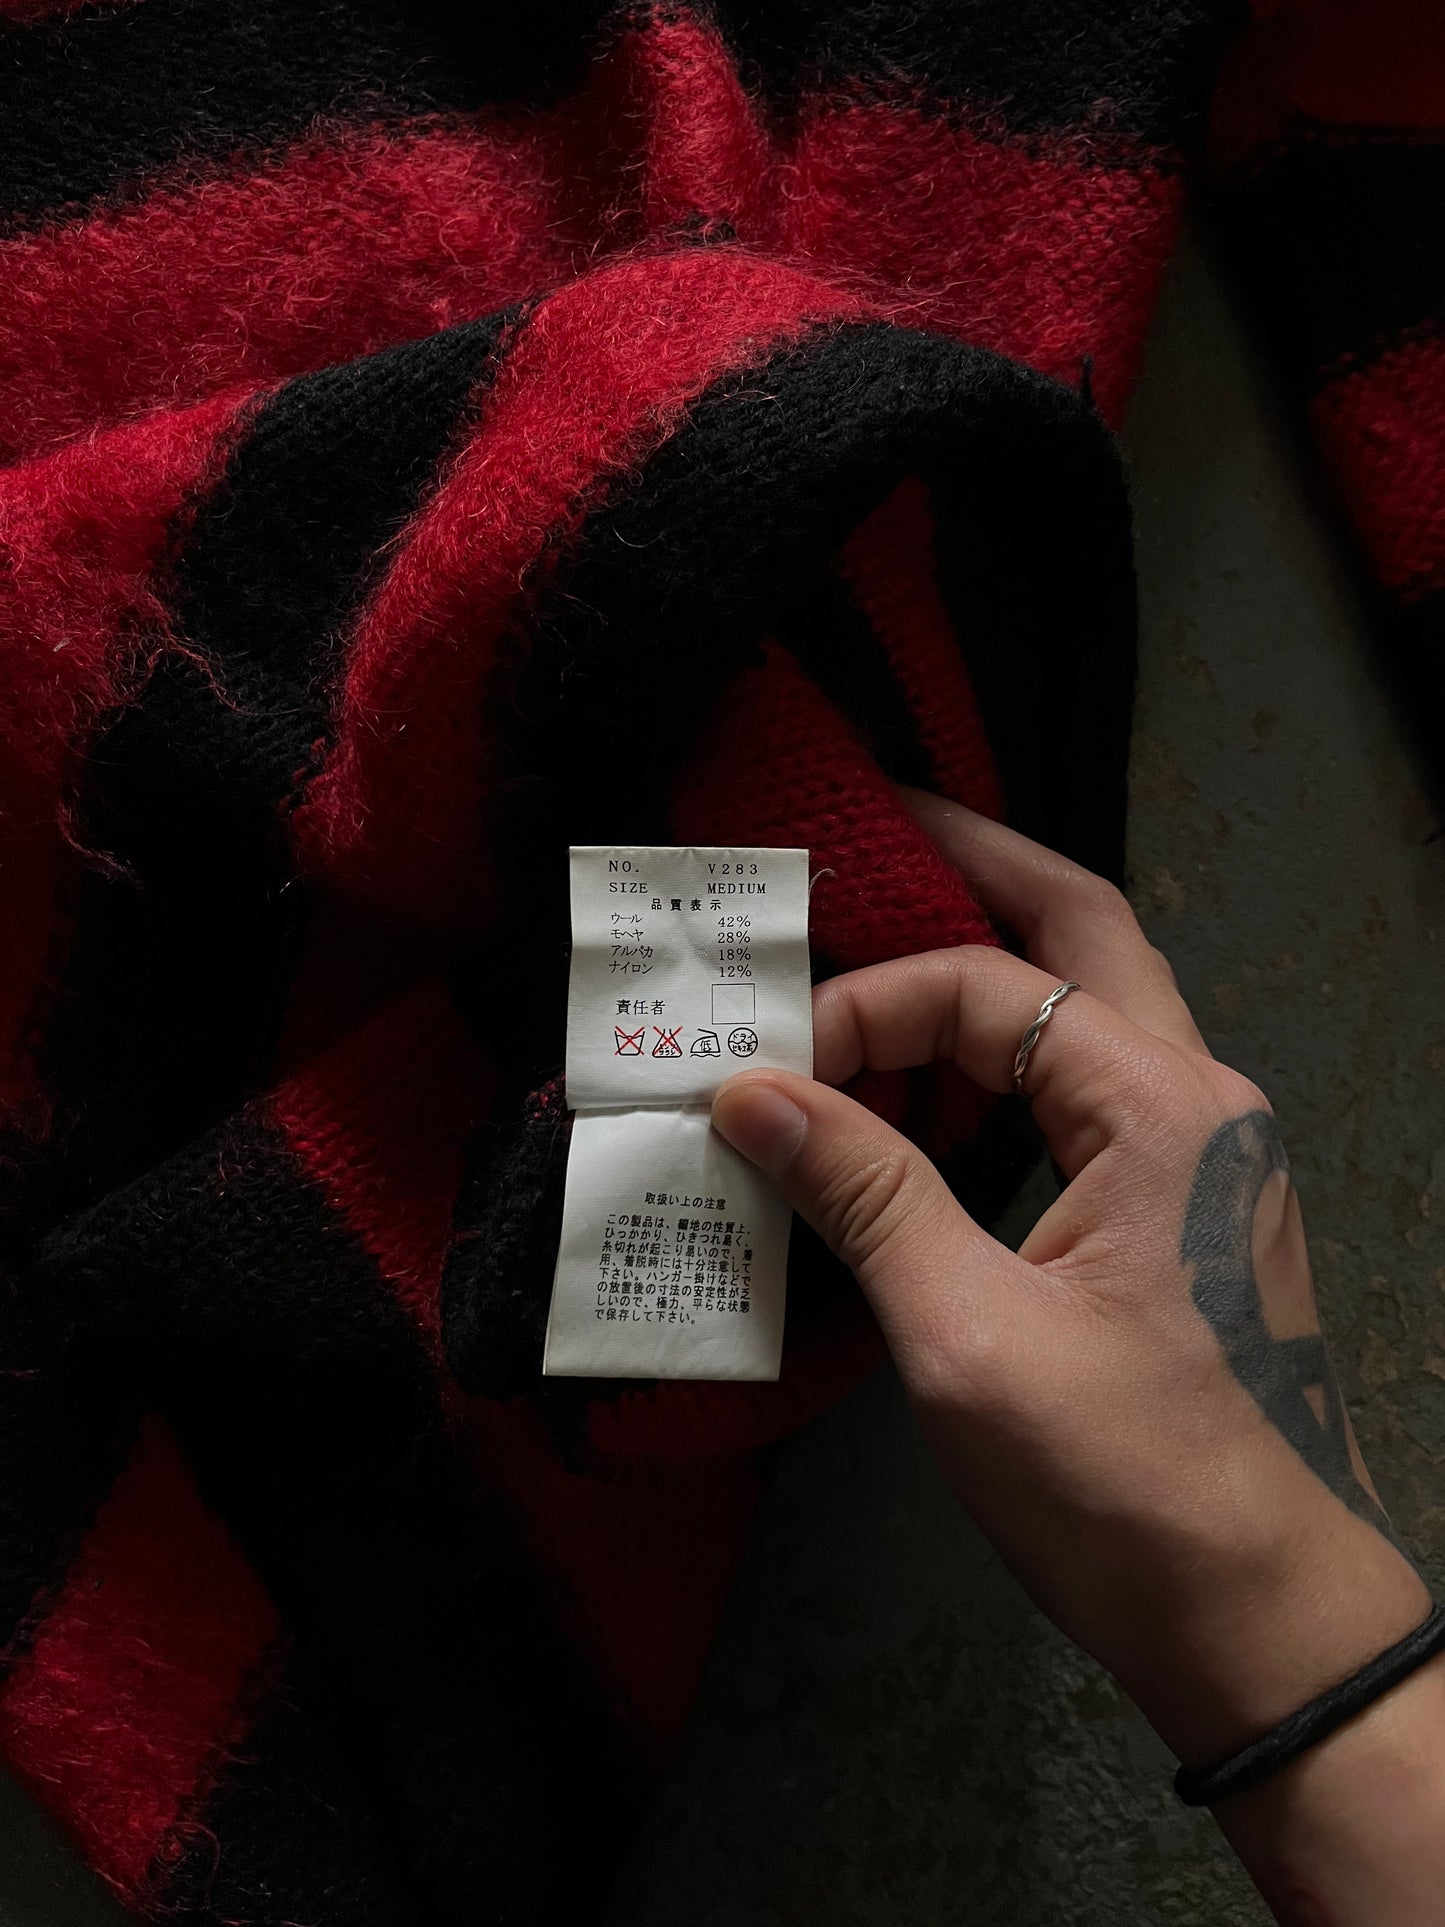 NO. V283
SIZE MEDIUM
品質表示
ウール 42%
モヘヤ 28%
アルパカ 18%
ナイロン 12%
責任者
低 ドライ
取扱い上の注意
この製品は、編地の性質上、
ひっかかり、ひきつれ易く、
糸切れが起こり易いので、着
用、着脱時には十分注意して
下さい。ハンガー掛けなどで
の放置後の寸法の安定性が乏
しいので、極力、平らな状態
で保存して下さい。